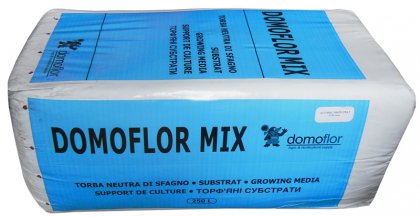 TORBA NEUTRA DI SFAGNO
SUBSTRAT
GROWING MEDIA
SUPPORT DE CULTURE
ТОРФ'ЯНІ СУБСТРАТИ
DOMOFLOR MIX
DOMOFLOR MIX
domoflor
TORBA NEUTRA DI SFAGNO • SUBSTRAT • GROWING MEDIA
SUPPORT DE CULTURE • ТОРФ'ЯНІ СУБСТРАТИ
250 L